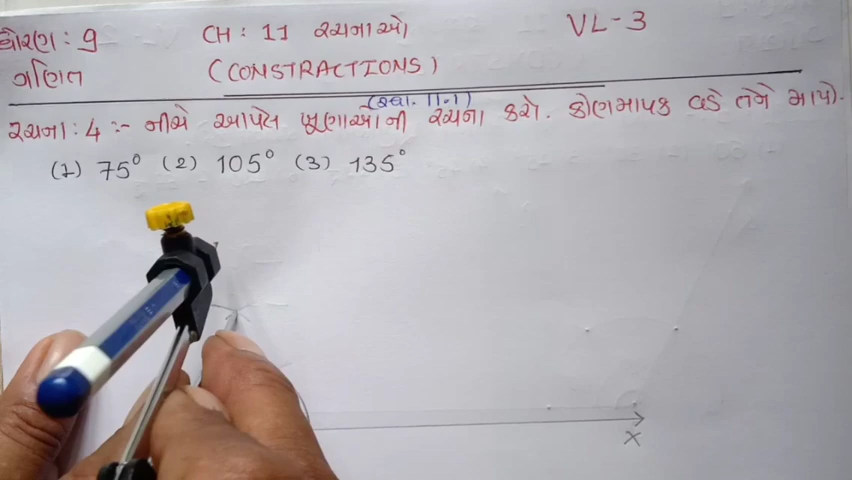 ધોરણ : 9 CH : 11 રચનાઓ VL-3
ગણિત (CONSTRACTIONS)
(સ્વા. 11.1)
રચના : 4 :- નીચે આપેલ ખૂણાઓની રચના કરો. કોણમાપક વડે તેને માપો.
(1) 75° (2) 105° (3) 135°
X